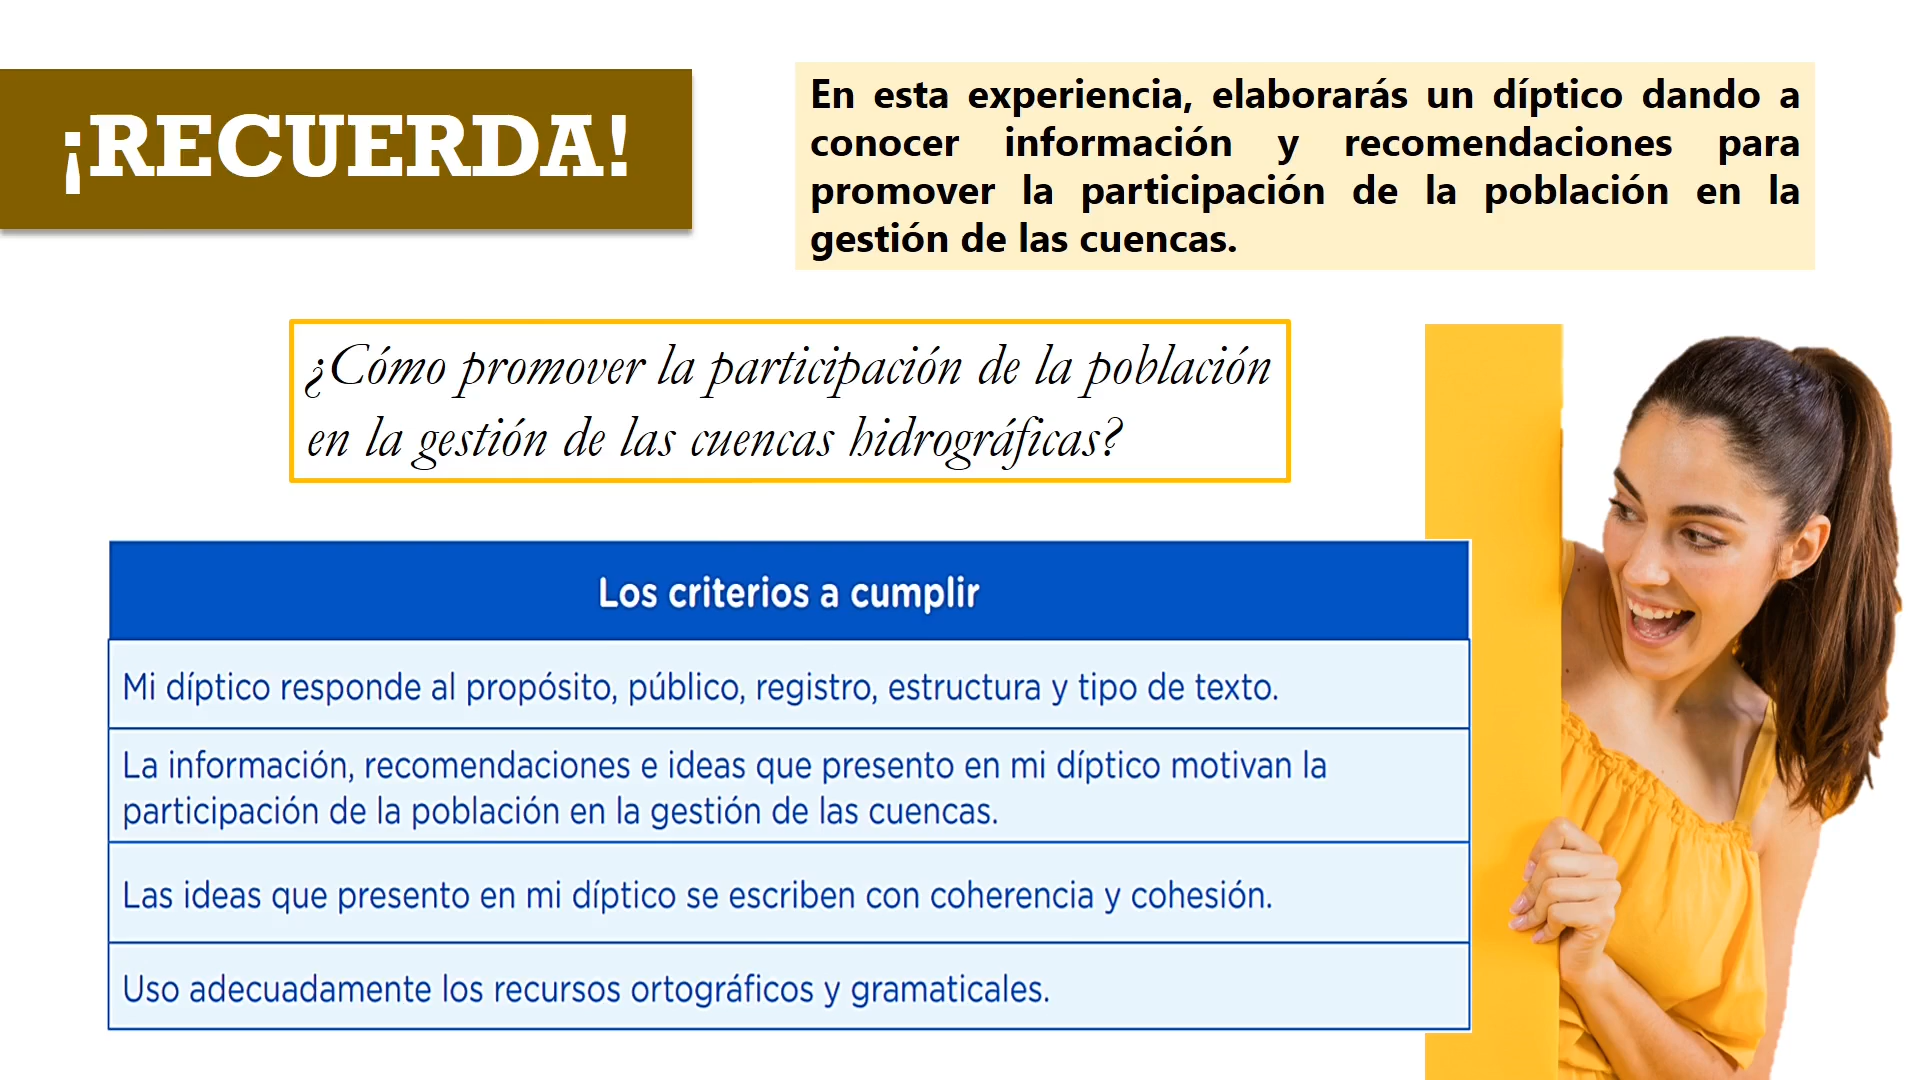 ¡RECUERDA!
En esta experiencia, elaborarás un díptico dando a
conocer información y recomendaciones para
promover la participación de la población en la
gestión de las cuencas.
¿Cómo promover la participación de la población
en la gestión de las cuencas hidrográficas?
Los criterios a cumplir
Mi díptico responde al propósito, público, registro, estructura y tipo de texto.
La información, recomendaciones e ideas que presento en mi díptico motivan la
participación de la población en la gestión de las cuencas.
Las ideas que presento en mi díptico se escriben con coherencia y cohesión.
Uso adecuadamente los recursos ortográficos y gramaticales.